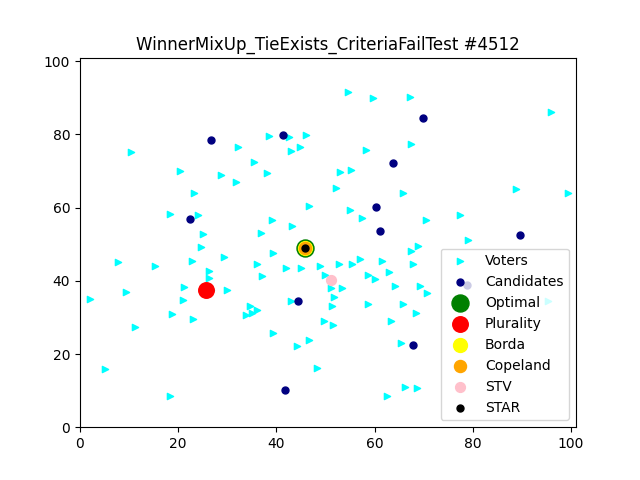 WinnerMixUp_TieExists_CriteriaFailTest #4512
100
80
60
40
20
0
0 20 40 60 80 100
Voters
Candidates
Optimal
Plurality
Borda
Copeland
STV
STAR